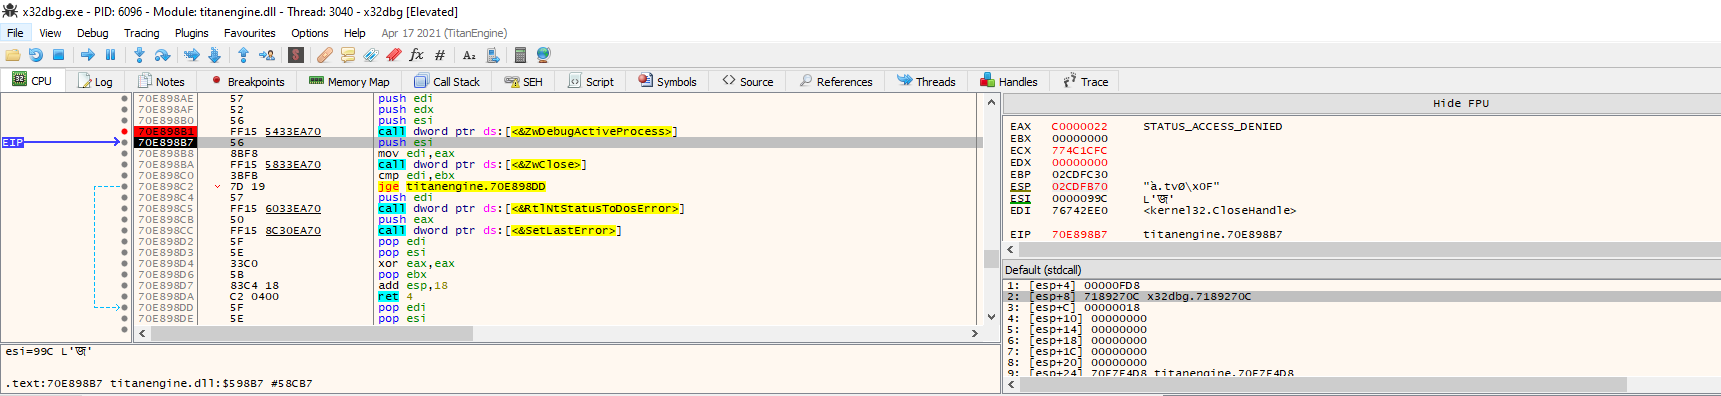 x32dbg.exe - PID: 6096 - Module: titanengine.dll - Thread: 3040 - x32dbg [Elevated]
File View Debug Tracing Plugins Favourites Options Help Apr 17 2021 (TitanEngine)
CPU Log Notes Breakpoints Memory Map Call Stack SEH Script Symbols Source References Threads Handles Trace
70E898AE 57 push edi
70E898AF 52 push edx
70E898B0 56 push esi
70E898B1 FF15 5433EA70 call dword ptr ds:[<&ZwDebugActiveProcess>]
EIP 70E898B7 56 push esi
70E898B8 8BF8 mov edi,eax
70E898BA FF15 5833EA70 call dword ptr ds:[<&ZwClose>]
70E898C0 3BFB cmp edi,ebx
70E898C2 7D 19 jge titanengine.70E898DD
70E898C4 57 push edi
70E898C5 FF15 6033EA70 call dword ptr ds:[<&RtlNtStatusToDosError>]
70E898CB 50 push eax
70E898CC FF15 8C30EA70 call dword ptr ds:[<&SetLastError>]
70E898D2 5F pop edi
70E898D3 5E pop esi
70E898D4 33C0 xor eax,eax
70E898D6 5B pop ebx
70E898D7 83C4 18 add esp,18
70E898DA C2 0400 ret 4
70E898DD 5F pop edi
70E898DE 5E pop esi
esi=99C L'জ'
.text:70E898B7 titanengine.dll:$598B7 #58CB7
Hide FPU
EAX C0000022 STATUS_ACCESS_DENIED
EBX 00000000
ECX 774C1CFC
EDX 00000000
EBP 02CDFC30
ESP 02CDFB70 "à.tvØ\x0F"
ESI 0000099C L'জ'
EDI 76742EE0 <kernel32.CloseHandle>
EIP 70E898B7 titanengine.70E898B7
Default (stdcall)
1: [esp+4] 00000FD8
2: [esp+8] 7189270C x32dbg.7189270C
3: [esp+C] 00000018
4: [esp+10] 00000000
5: [esp+14] 00000000
6: [esp+18] 00000000
7: [esp+1C] 00000000
8: [esp+20] 00000000
9: [esp+24] 70E7E4D8 titanengine.70E7E4D8